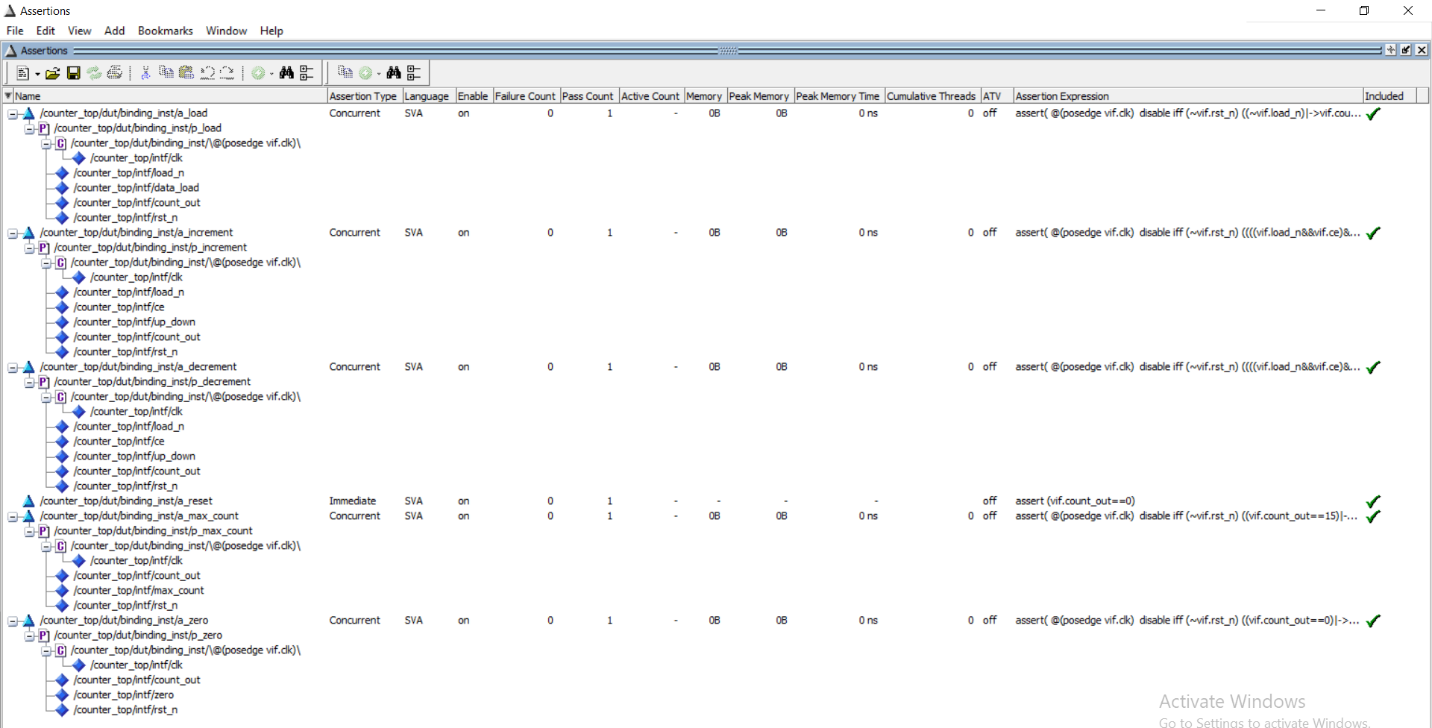 Assertions
File Edit View Add Bookmarks Window Help
Assertions
Name Assertion Type Language Enable Failure Count Pass Count Active Count Memory Peak Memory Peak Memory Time Cumulative Threads ATV Assertion Expression Included
/counter_top/dut/binding_inst/a_load Concurrent SVA on 0 1 - 0B 0B 0 ns 0 off assert( @(posedge vif.clk) disable iff (~vif.rst_n) ((~vif.load_n)|->vif.cou...
P /counter_top/dut/binding_inst/p_load
C /counter_top/dut/binding_inst/\@(posedge vif.clk)\
/counter_top/intf/clk
/counter_top/intf/load_n
/counter_top/intf/data_load
/counter_top/intf/count_out
/counter_top/intf/rst_n
/counter_top/dut/binding_inst/a_increment Concurrent SVA on 0 1 - 0B 0B 0 ns 0 off assert( @(posedge vif.clk) disable iff (~vif.rst_n) ((((vif.load_n&&vif.ce)&...
P /counter_top/dut/binding_inst/p_increment
C /counter_top/dut/binding_inst/\@(posedge vif.clk)\
/counter_top/intf/clk
/counter_top/intf/load_n
/counter_top/intf/ce
/counter_top/intf/up_down
/counter_top/intf/count_out
/counter_top/intf/rst_n
/counter_top/dut/binding_inst/a_decrement Concurrent SVA on 0 1 - 0B 0B 0 ns 0 off assert( @(posedge vif.clk) disable iff (~vif.rst_n) ((((vif.load_n&&vif.ce)&...
P /counter_top/dut/binding_inst/p_decrement
C /counter_top/dut/binding_inst/\@(posedge vif.clk)\
/counter_top/intf/clk
/counter_top/intf/load_n
/counter_top/intf/ce
/counter_top/intf/up_down
/counter_top/intf/count_out
/counter_top/intf/rst_n
/counter_top/dut/binding_inst/a_reset Immediate SVA on 0 1 - - - - off assert (vif.count_out==0)
/counter_top/dut/binding_inst/a_max_count Concurrent SVA on 0 1 - 0B 0B 0 ns 0 off assert( @(posedge vif.clk) disable iff (~vif.rst_n) ((vif.count_out==15)|-...
P /counter_top/dut/binding_inst/p_max_count
C /counter_top/dut/binding_inst/\@(posedge vif.clk)\
/counter_top/intf/clk
/counter_top/intf/count_out
/counter_top/intf/max_count
/counter_top/intf/rst_n
/counter_top/dut/binding_inst/a_zero Concurrent SVA on 0 1 - 0B 0B 0 ns 0 off assert( @(posedge vif.clk) disable iff (~vif.rst_n) ((vif.count_out==0)|->...
P /counter_top/dut/binding_inst/p_zero
C /counter_top/dut/binding_inst/\@(posedge vif.clk)\
/counter_top/intf/clk
/counter_top/intf/count_out
/counter_top/intf/zero
/counter_top/intf/rst_n
Activate Windows
Go to Settings to activate Windows.